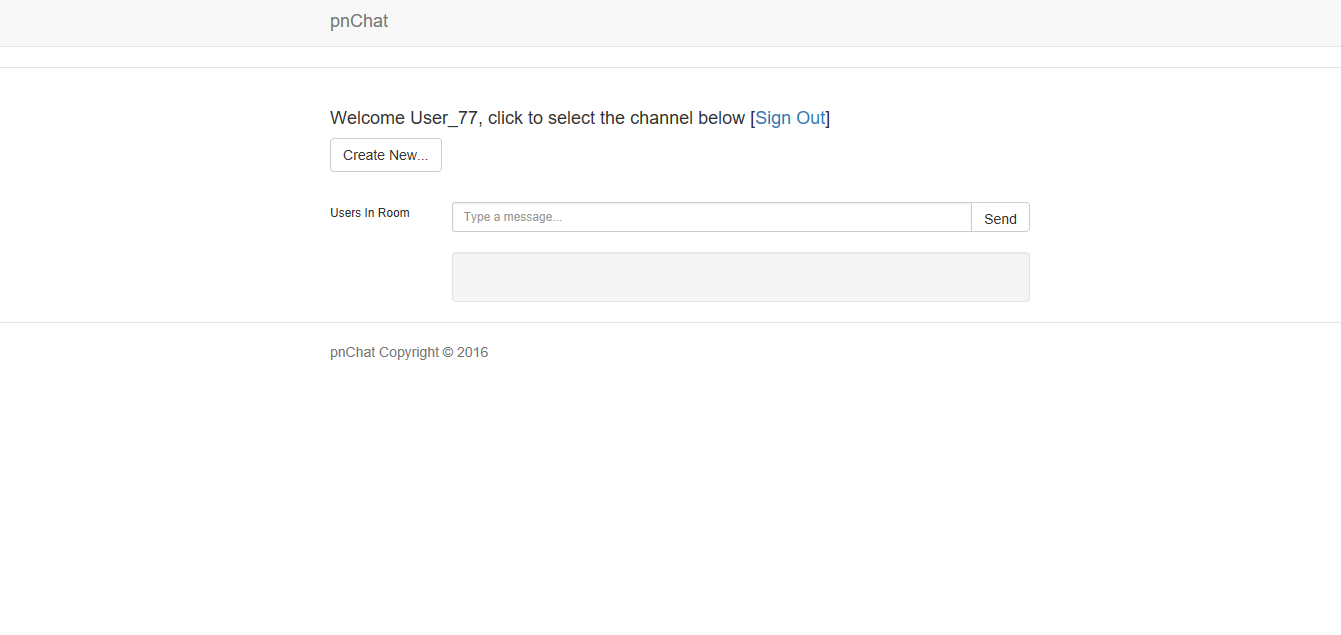 pnChat
Welcome User_77, click to select the channel below [Sign Out]
Create New...
Users In Room
Type a message...
Send
pnChat Copyright © 2016